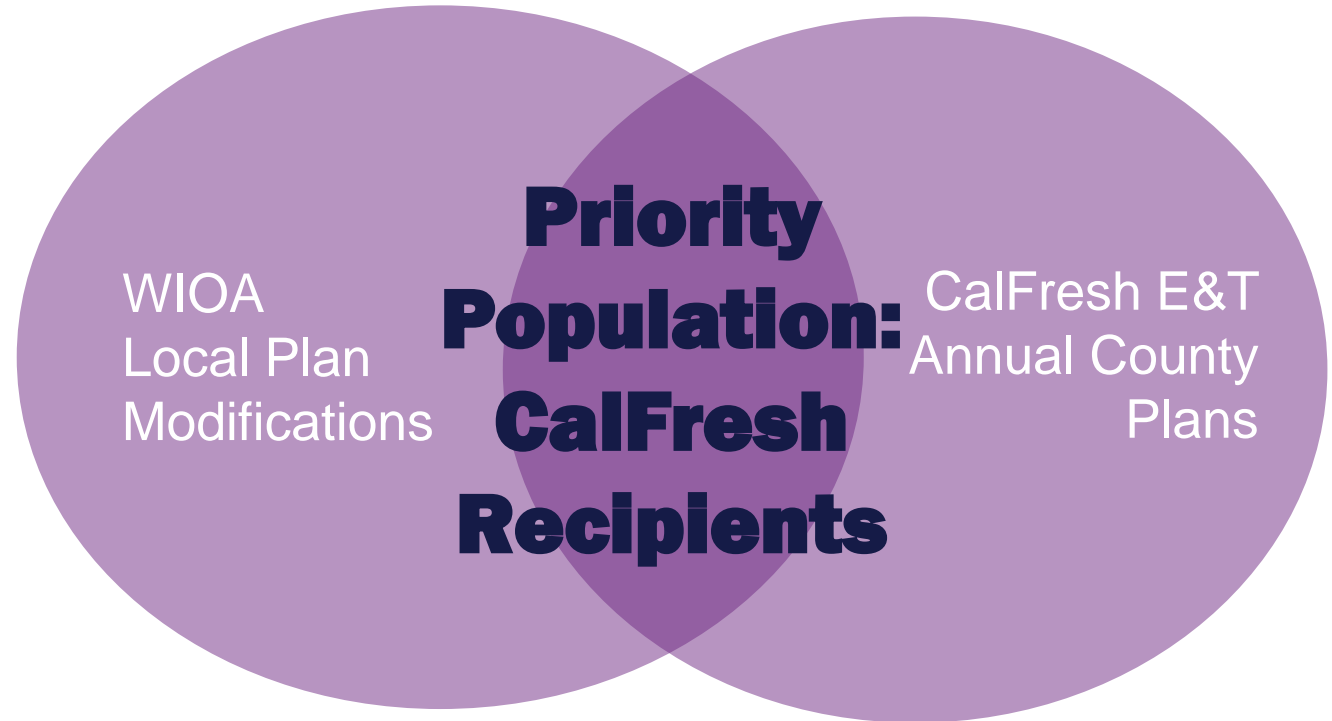 WIOA
Local Plan
Modifications
Priority
Population:
CalFresh
Recipients
CalFresh E&T
Annual County
Plans